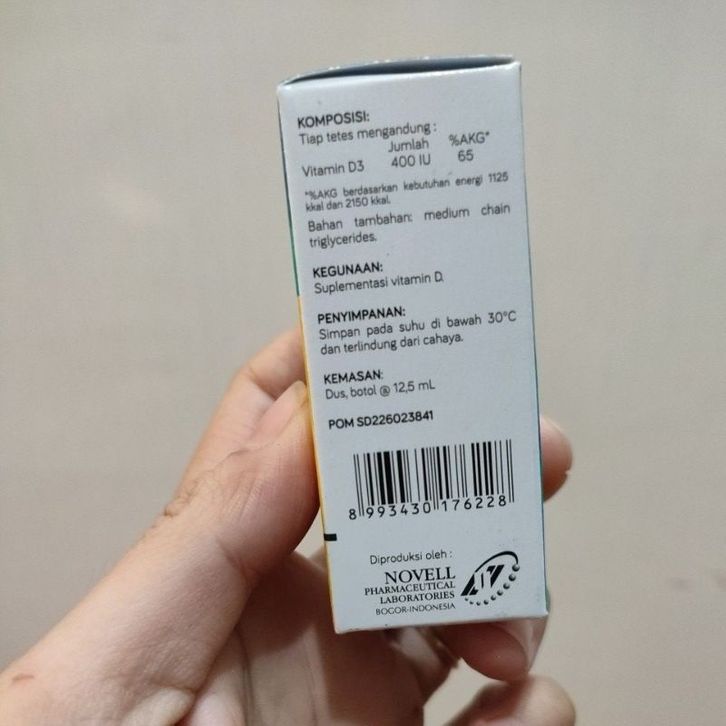 KOMPOSISI:
Tiap tetes mengandung :
Jumlah %AKG*
Vitamin D3 400 IU 65
*%AKG berdasarkan kebutuhan energi 1125
kkal dan 2150 kkal.
Bahan tambahan: medium chain
triglycerides.
KEGUNAAN:
Suplementasi vitamin D.
PENYIMPANAN:
Simpan pada suhu di bawah 30°C
dan terlindung dari cahaya.
KEMASAN:
Dus, botol @ 12,5 mL
POM SD226023841
8 993430 176228
Diproduksi oleh :
NOVELL
PHARMACEUTICAL
LABORATORIES
BOGOR-INDONESIA